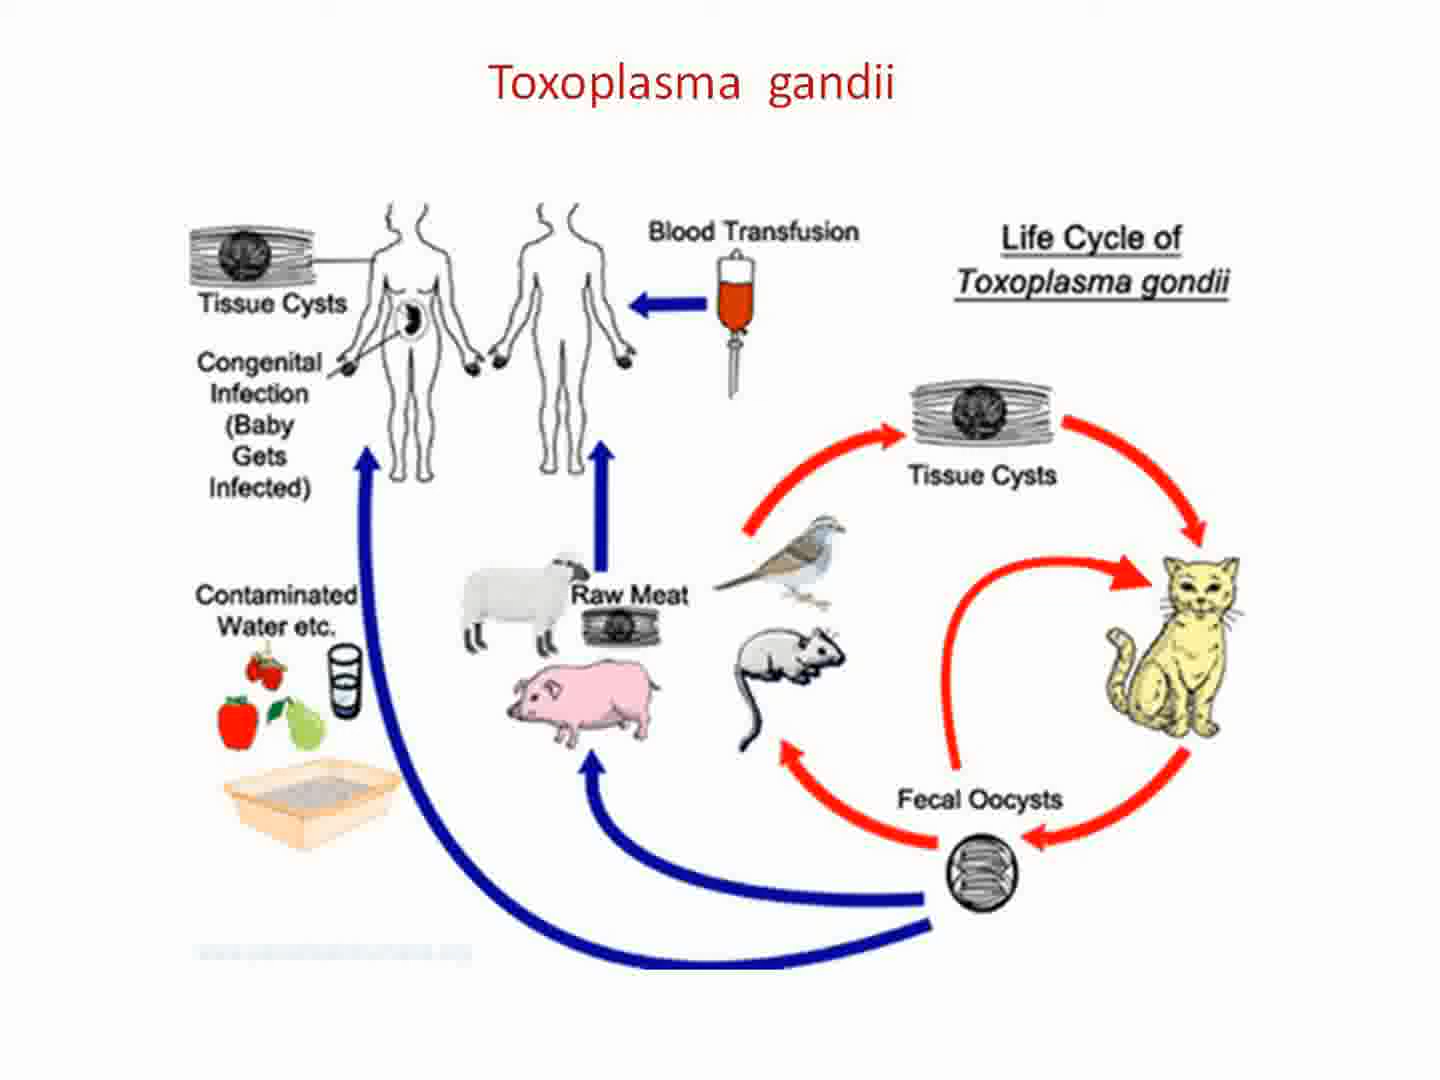 Toxoplasma gandii
Blood Transfusion
Life Cycle of
Toxoplasma gondii
Tissue Cysts
Congenital
Infection
(Baby
Gets
Infected)
Tissue Cysts
Contaminated
Water etc.
Raw Meat
Fecal Oocysts